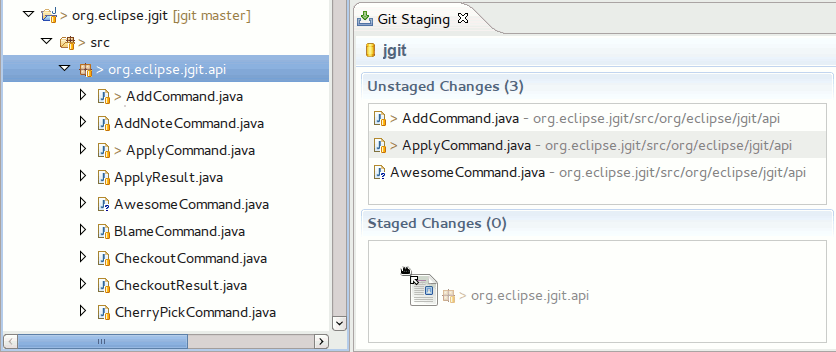 > org.eclipse.jgit [jgit master]
> src
> org.eclipse.jgit.api
> AddCommand.java
AddNoteCommand.java
> ApplyCommand.java
ApplyResult.java
AwesomeCommand.java
BlameCommand.java
CheckoutCommand.java
CheckoutResult.java
CherryPickCommand.java
Git Staging
jgit
Unstaged Changes (3)
> AddCommand.java - org.eclipse.jgit/src/org/eclipse/jgit/api
> ApplyCommand.java - org.eclipse.jgit/src/org/eclipse/jgit/api
AwesomeCommand.java - org.eclipse.jgit/src/org/eclipse/jgit/api
Staged Changes (0)
> org.eclipse.jgit.api